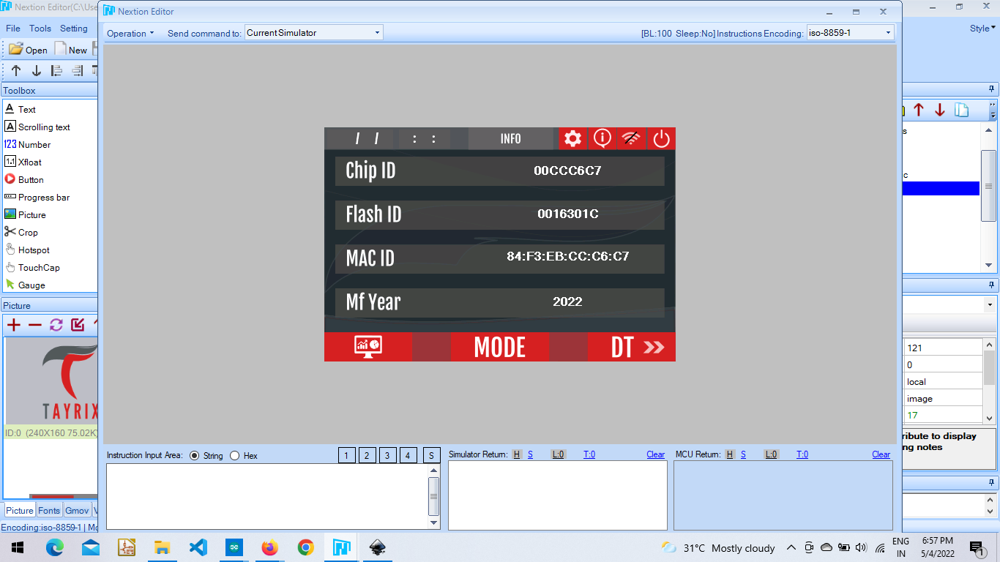 Nextion Editor(C:\Use
Nextion Editor
File Tools Setting
Style
Operation
Send command to: Current Simulator
[BL:100 Sleep:No] Instructions Encoding: iso-8859-1
Open New
Toolbox
Text
Scrolling text
Number
Xfloat
Button
Progress bar
Picture
Crop
Hotspot
TouchCap
Gauge
/ / : : INFO
Chip ID 00CCC6C7
Flash ID 0016301C
MAC ID 84:F3:EB:CC:C6:C7
Mf Year 2022
MODE DT
Picture
TAYRIX
ID:0 (240X160 75.02K)
Picture Fonts Gmov
Encoding:iso-8859-1 | Mo
s
c
121
0
local
image
17
ribute to display
ng notes
Instruction Input Area: String Hex 1 2 3 4 S
Simulator Return: H S L:0 T:0 Clear
MCU Return: H S L:0 T:0 Clear
31°C Mostly cloudy
ENG
IN
6:57 PM
5/4/2022
1